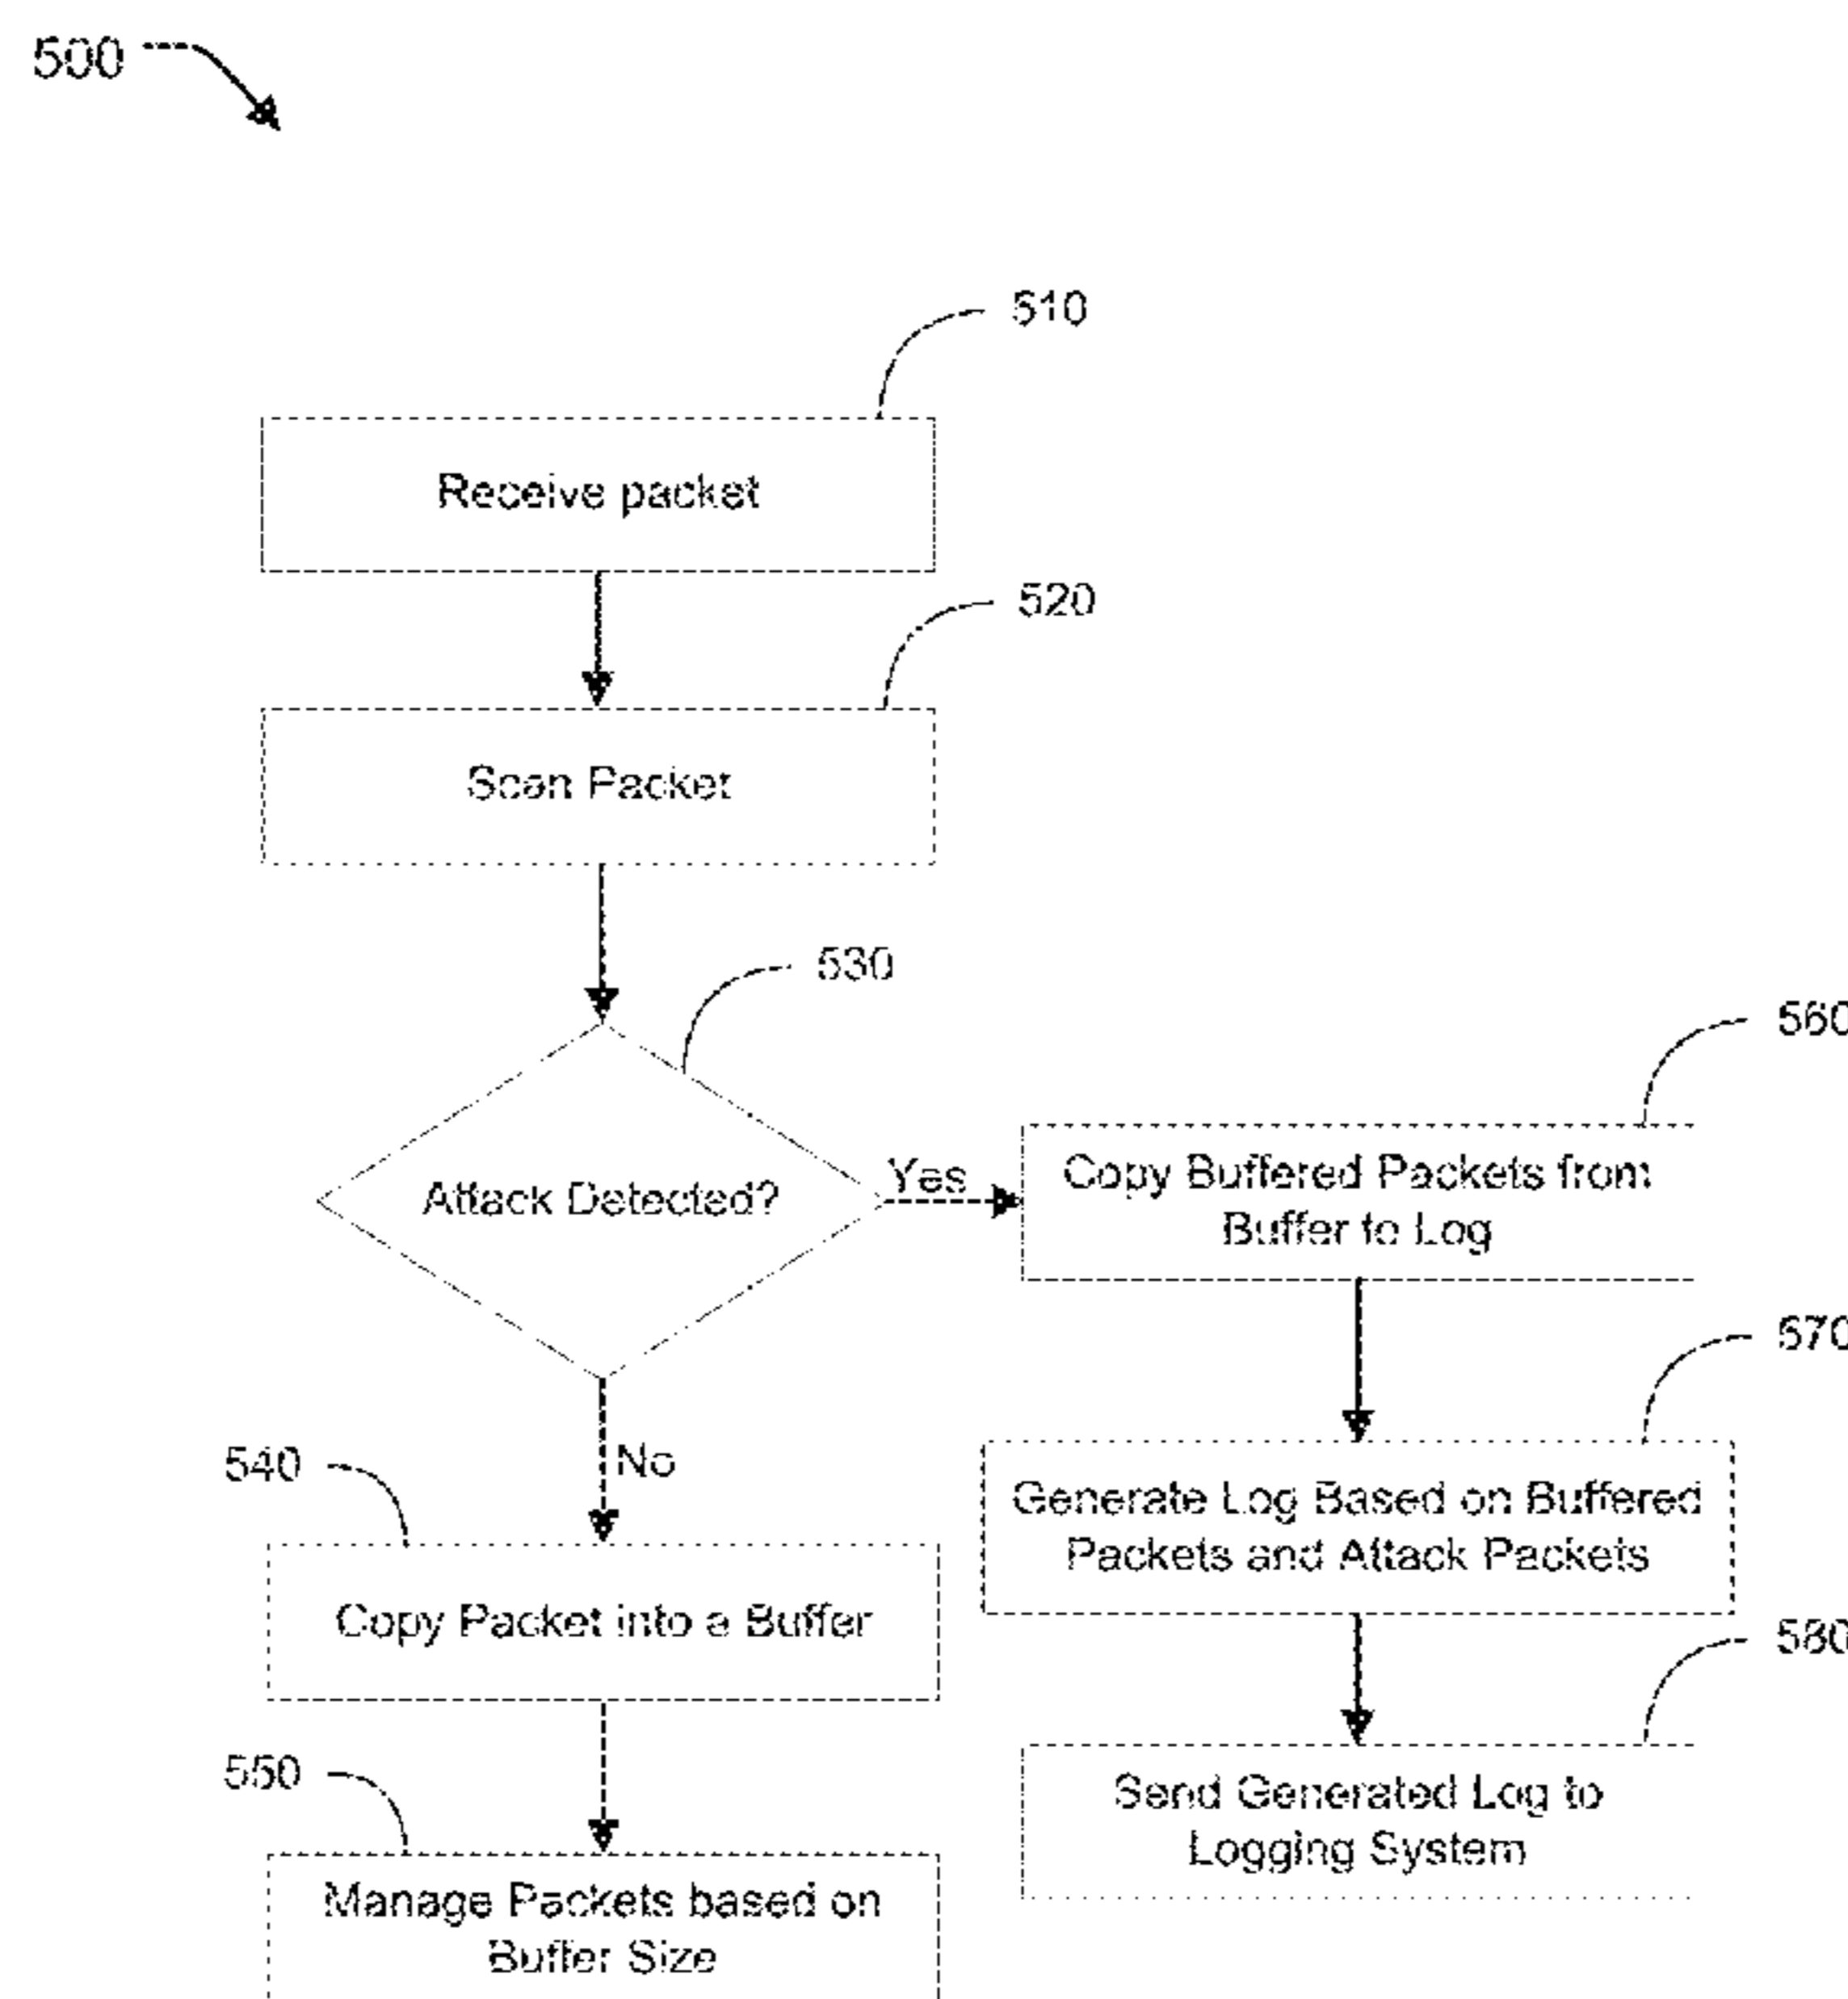 500
510
Receive packet
520
Scan Packet
530
Attack Detected?
Yes
560
Copy Buffered Packets from
Buffer to Log
570
Generate Log Based on Buffered
Packets and Attack Packets
580
Send Generated Log to
Logging System
No
540
Copy Packet into a Buffer
550
Manage Packets based on
Buffer Size